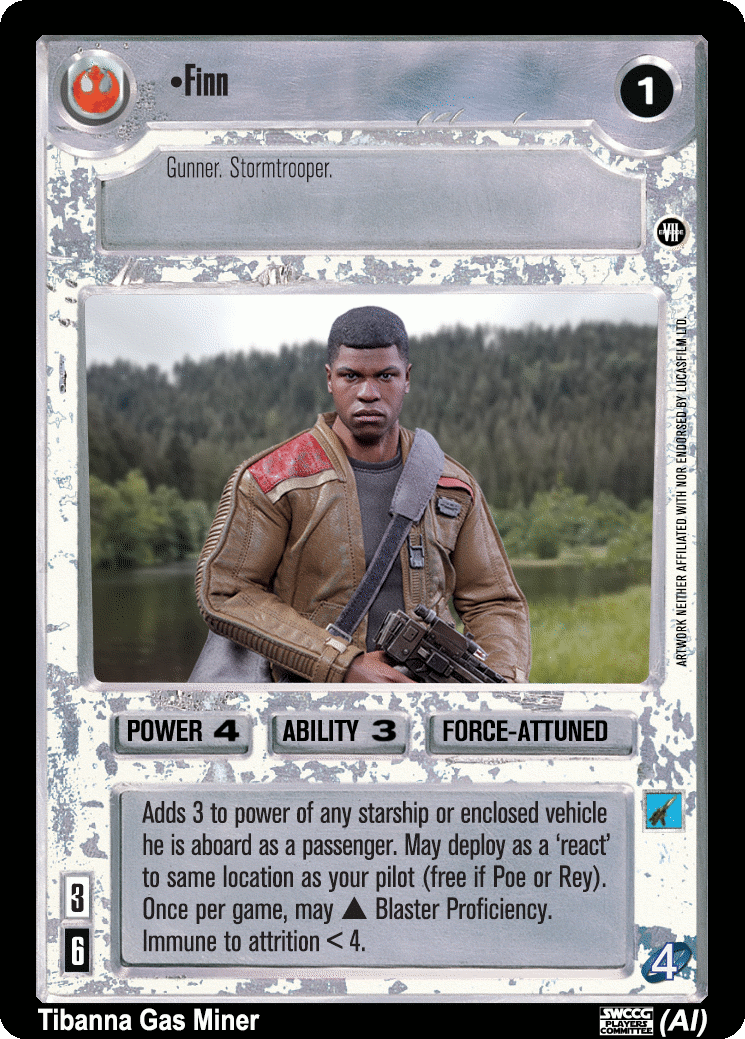 •Finn
1
Gunner. Stormtrooper.
EPISODE VII
ARTWORK NEITHER AFFILIATED WITH NOR ENDORSED BY LUCASFILM LTD.
POWER 4 ABILITY 3 FORCE-ATTUNED
Adds 3 to power of any starship or enclosed vehicle
he is aboard as a passenger. May deploy as a ‘react’
to same location as your pilot (free if Poe or Rey).
Once per game, may ▲ Blaster Proficiency.
Immune to attrition < 4.
3
6
4
Tibanna Gas Miner
SWCCG
PLAYERS
COMMITTEE
(AI)